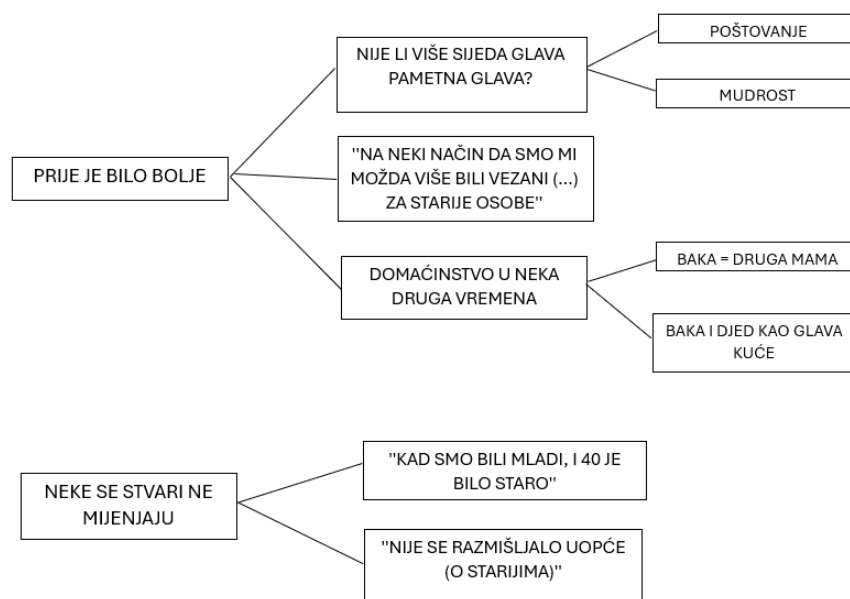 PRIJE JE BILO BOLJE
NIJE LI VIŠE SIJEDA GLAVA
PAMETNA GLAVA?
POŠTOVANJE
MUDROST
"NA NEKI NAČIN DA SMO MI
MOŽDA VIŠE BILI VEZANI (...)
ZA STARIJE OSOBE"
DOMAĆINSTVO U NEKA
DRUGA VREMENA
BAKA = DRUGA MAMA
BAKA I DJED KAO GLAVA
KUĆE
NEKE SE STVARI NE
MIJENJAJU
"KAD SMO BILI MLADI, I 40 JE
BILO STARO"
"NIJE SE RAZMIŠLJALO UOPĆE
(O STARIJIMA)"